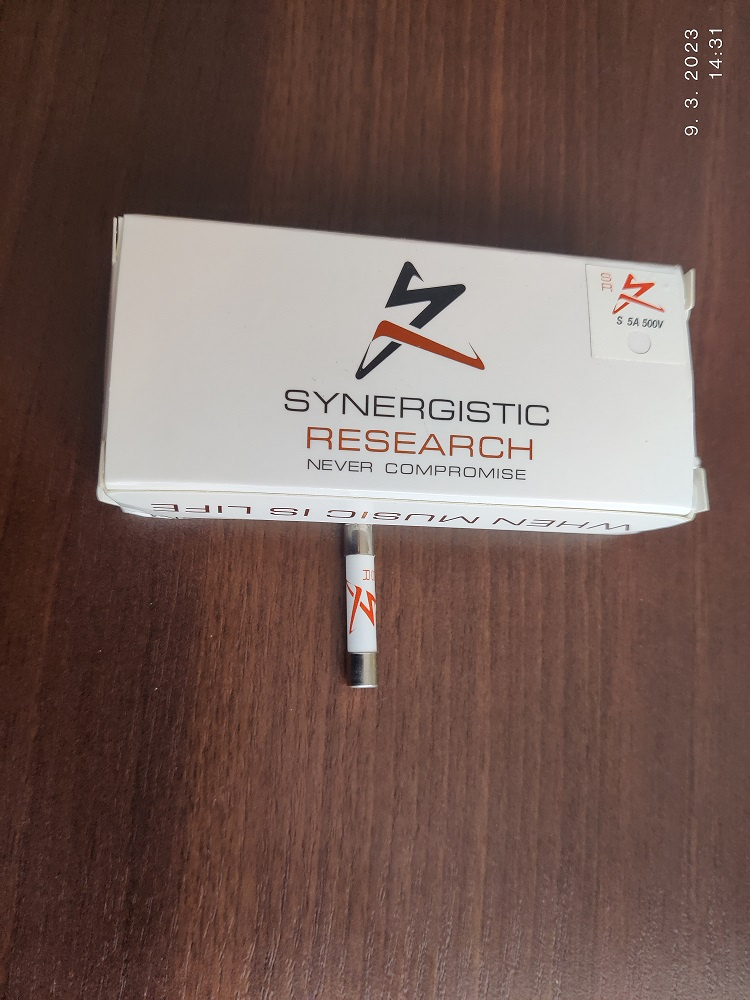 9. 3. 2023
14:31
SR
S 5A 500V
SYNERGISTIC
RESEARCH
NEVER COMPROMISE
WHEN MUSIC IS LIFE